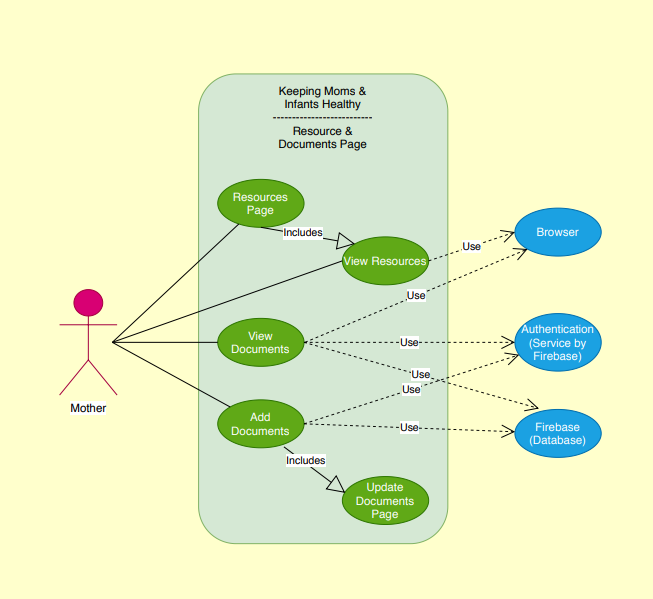 Keeping Moms &
Infants Healthy
----------------------------
Resource &
Documents Page
Resources
Page
Includes
View Resources
Use
Browser
Use
View
Documents
Use
Authentication
(Service by
Firebase)
Use
Use
Mother
Add
Documents
Use
Firebase
(Database)
Includes
Update
Documents
Page